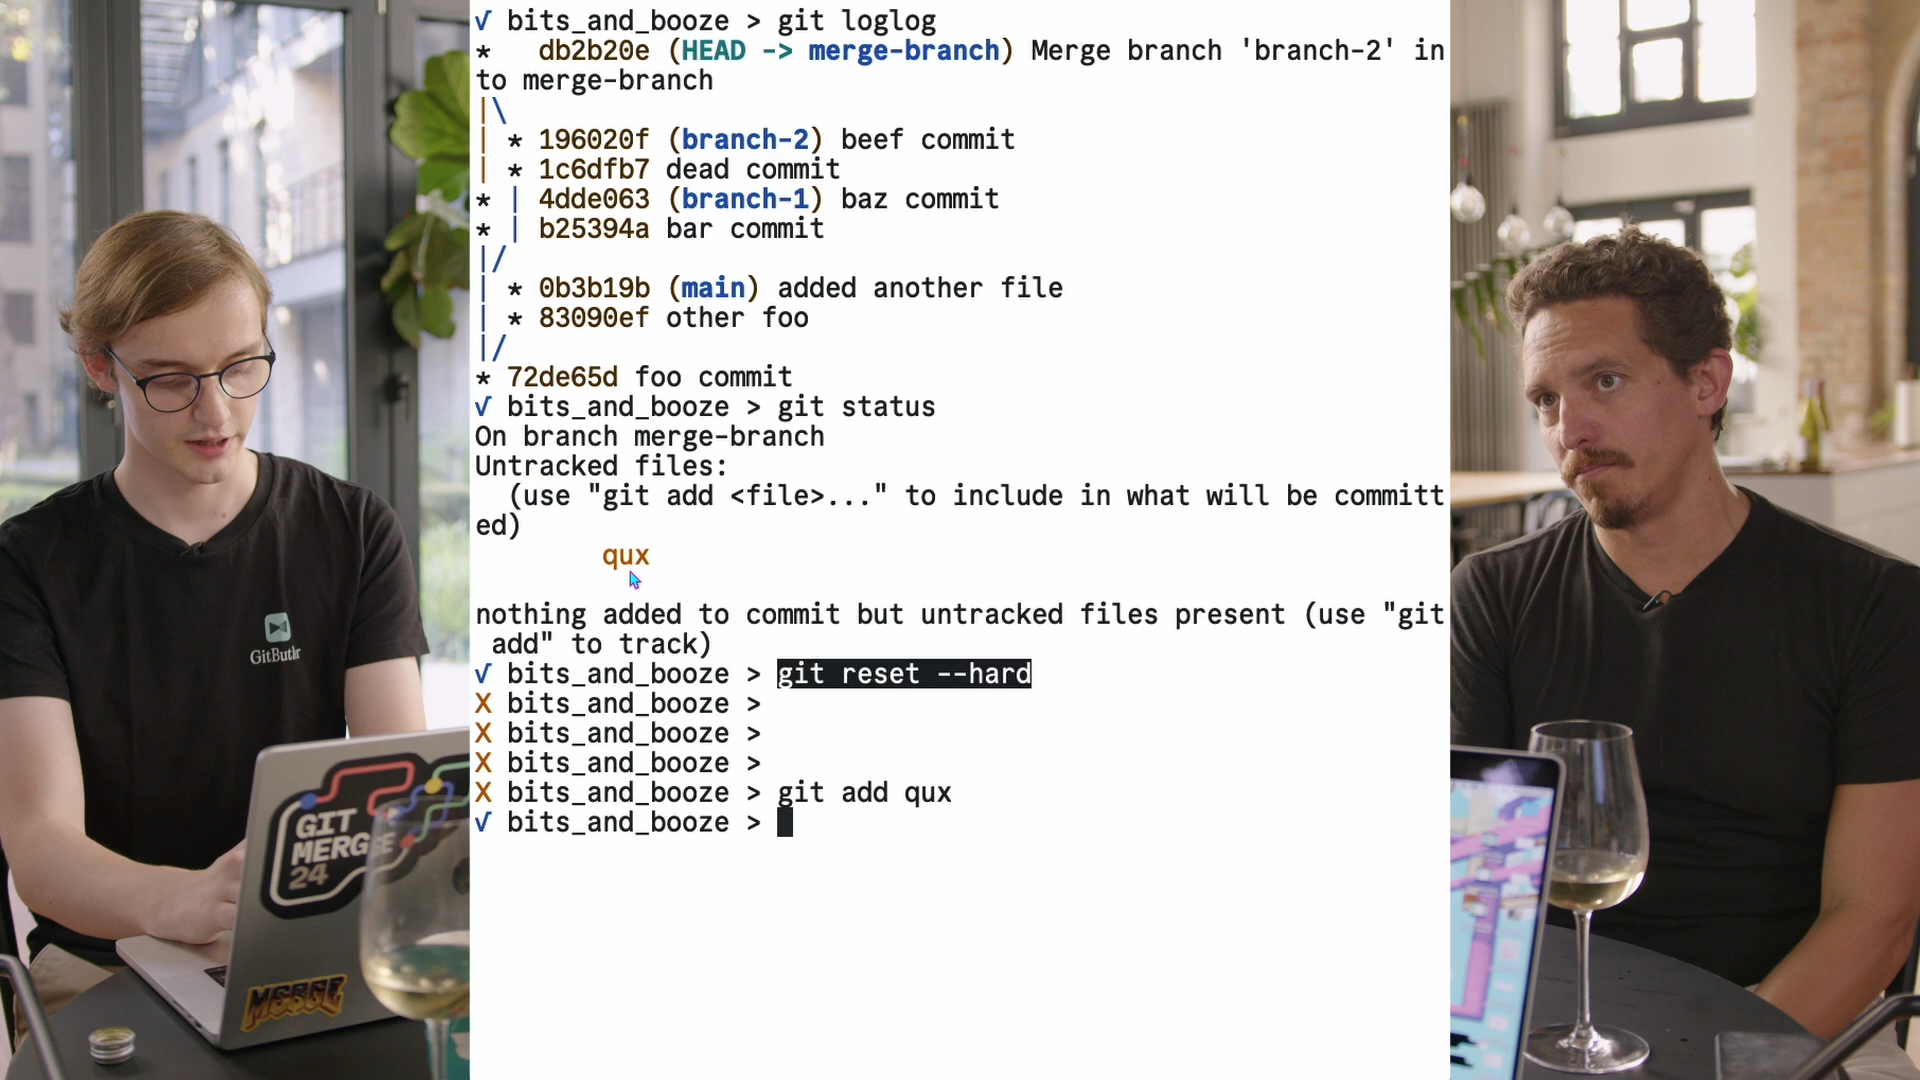 √ bits_and_booze > git loglog
*   db2b20e (HEAD -> merge-branch) Merge branch 'branch-2' in
to merge-branch
|\
| * 196020f (branch-2) beef commit
| * 1c6dfb7 dead commit
* | 4dde063 (branch-1) baz commit
* | b25394a bar commit
|/
| * 0b3b19b (main) added another file
| * 83090ef other foo
|/
* 72de65d foo commit
√ bits_and_booze > git status
On branch merge-branch
Untracked files:
  (use "git add <file>..." to include in what will be committ
ed)
        qux
nothing added to commit but untracked files present (use "git
 add" to track)
√ bits_and_booze > git reset --hard
X bits_and_booze >
X bits_and_booze >
X bits_and_booze >
X bits_and_booze > git add qux
√ bits_and_booze >
GitButler
GIT
MERGE
24
MERGE